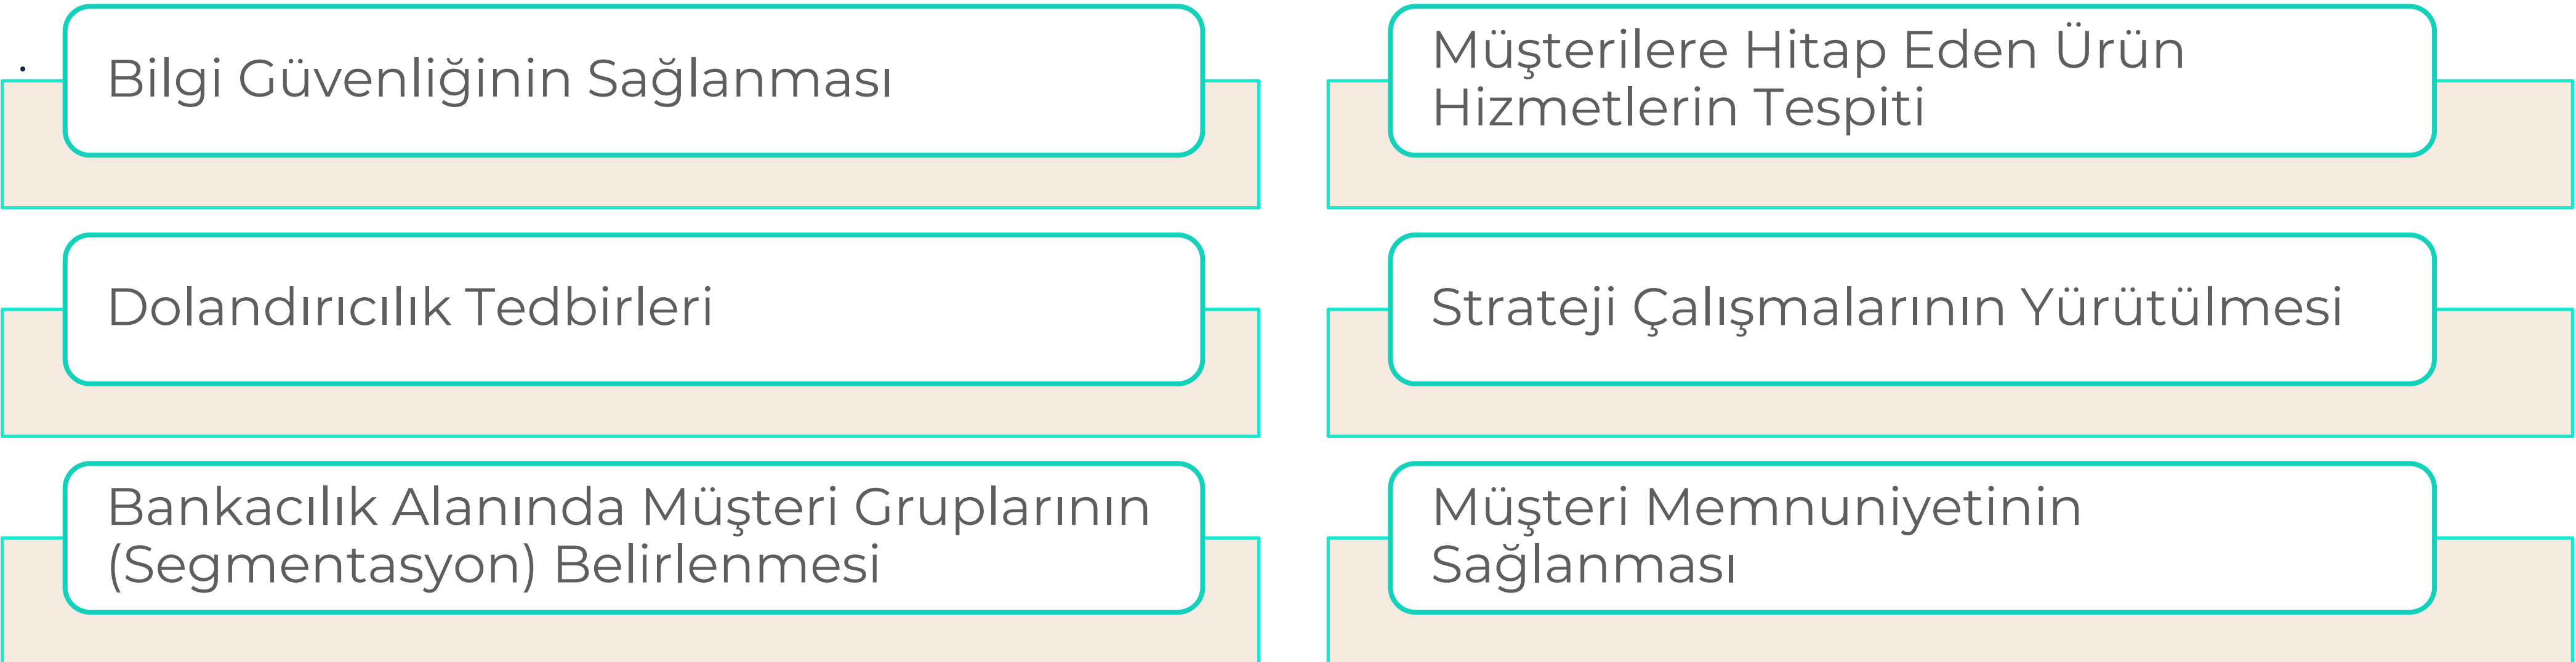 Bilgi Güvenliğinin Sağlanması
Dolandırıcılık Tedbirleri
Bankacılık Alanında Müşteri Gruplarının
(Segmentasyon) Belirlenmesi
Müşterilere Hitap Eden Ürün
Hizmetlerin Tespiti
Strateji Çalışmalarının Yürütülmesi
Müşteri Memnuniyetinin
Sağlanması